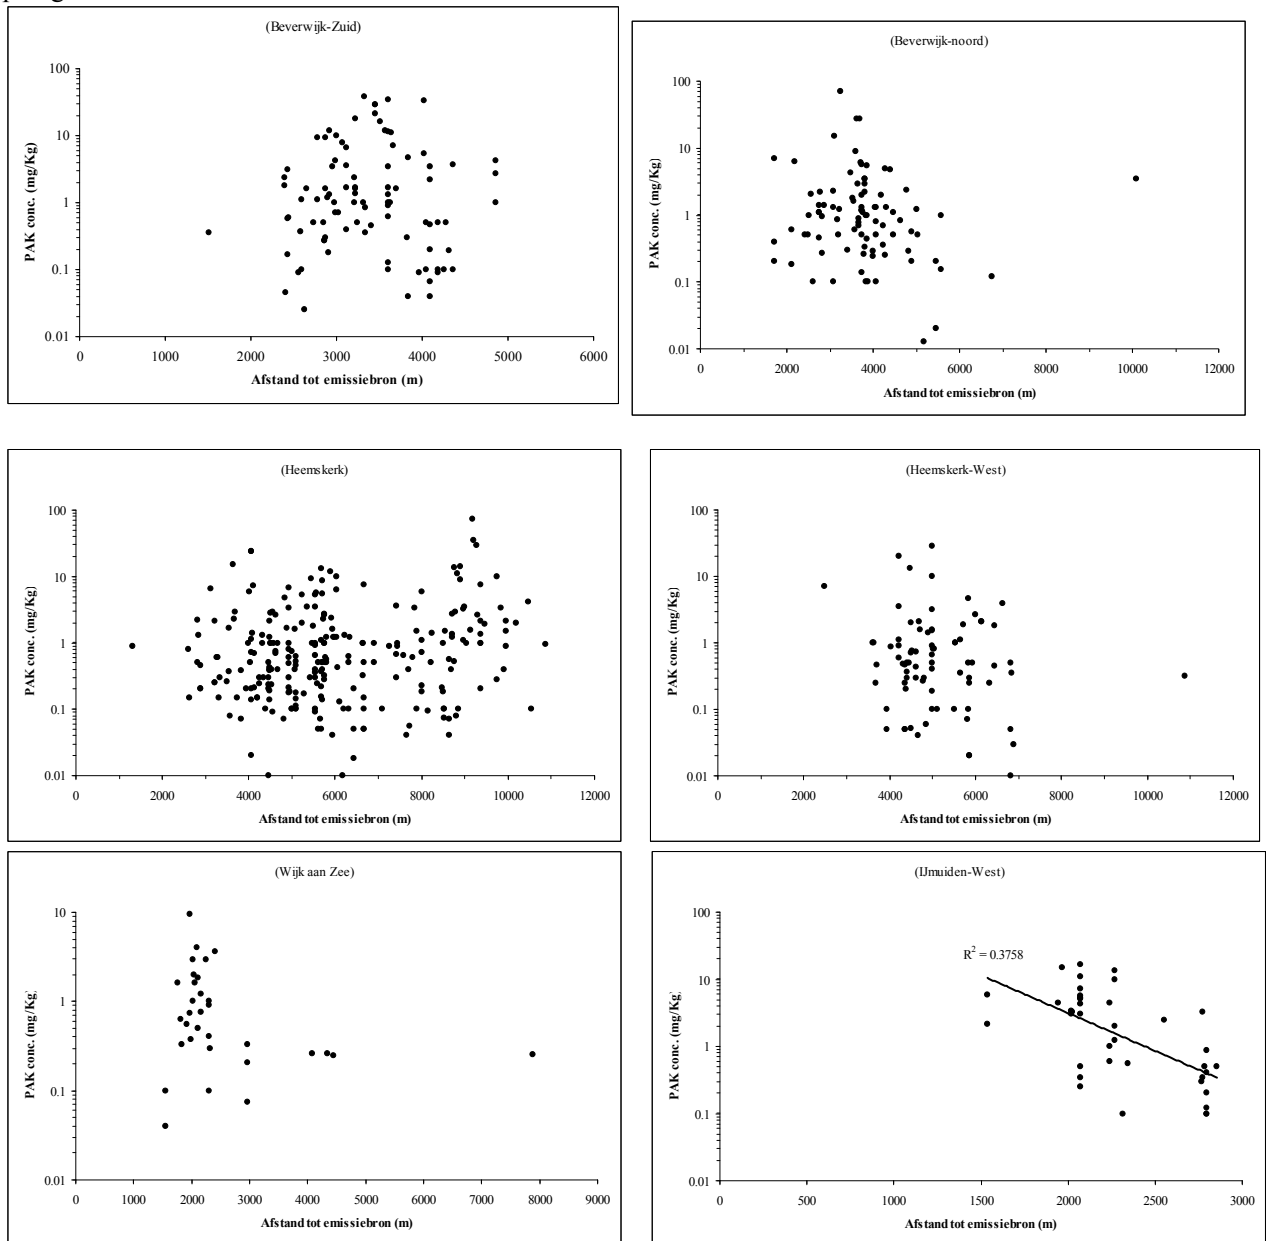 (Beverwijk-Zuid)
PAK conc. (mg/Kg)
100
10
1
0.1
0.01
0 1000 2000 3000 4000 5000 6000
Afstand tot emissiebron (m)
(Beverwijk-noord)
PAK conc. (mg/Kg)
100
10
1
0.1
0.01
0 2000 4000 6000 8000 10000 12000
Afstand tot emissiebron (m)
(Heemskerk)
PAK conc. (mg/Kg)
100
10
1
0.1
0.01
0 2000 4000 6000 8000 10000 12000
Afstand tot emissiebron (m)
(Heemskerk-West)
PAK conc. (mg/Kg)
100
10
1
0.1
0.01
0 2000 4000 6000 8000 10000 12000
Afstand tot emissiebron (m)
(Wijk aan Zee)
PAK conc. (mg/Kg)
10
1
0.1
0.01
0 1000 2000 3000 4000 5000 6000 7000 8000 9000
Afstand tot emissiebron (m)
(IJmuiden-West)
PAK conc. (mg/Kg)
100
10
1
0.1
0.01
R² = 0.3758
0 500 1000 1500 2000 2500 3000
Afstand tot emissiebron (m)